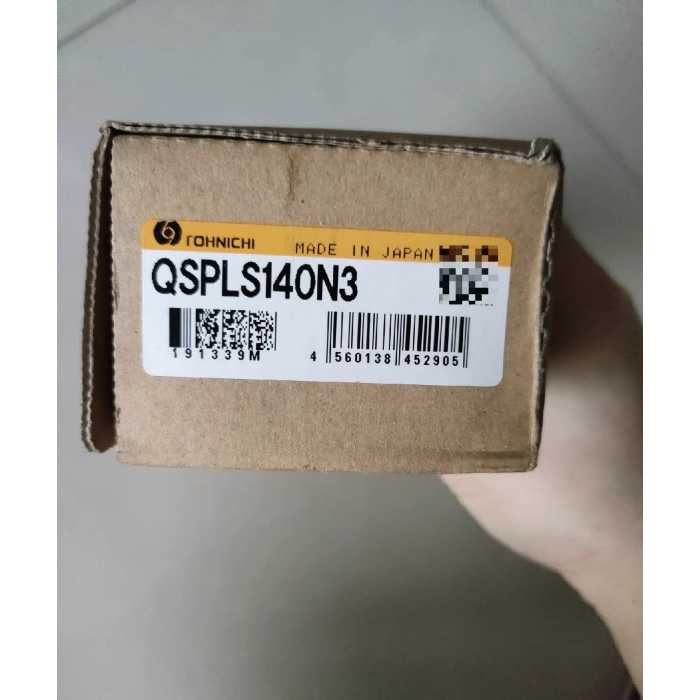 TOHNICHI MADE IN JAPAN
QSPLS140N3
191339M 4 560138 452905